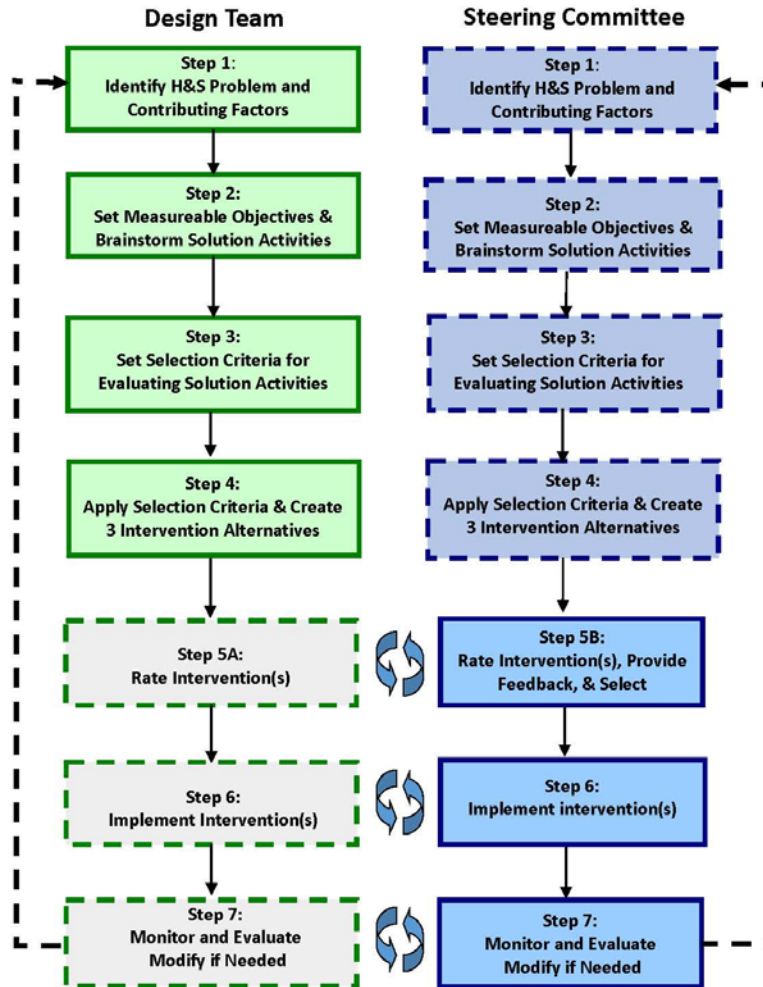 Design Team
Step 1:
Identify H&S Problem and
Contributing Factors
Step 2:
Set Measureable Objectives &
Brainstorm Solution Activities
Step 3:
Set Selection Criteria for
Evaluating Solution Activities
Step 4:
Apply Selection Criteria & Create
3 Intervention Alternatives
Step 5A:
Rate Intervention(s)
Step 6:
Implement Intervention(s)
Step 7:
Monitor and Evaluate
Modify if Needed
Steering Committee
Step 1:
Identify H&S Problem and
Contributing Factors
Step 2:
Set Measureable Objectives &
Brainstorm Solution Activities
Step 3:
Set Selection Criteria for
Evaluating Solution Activities
Step 4:
Apply Selection Criteria & Create
3 Intervention Alternatives
Step 5B:
Rate Intervention(s), Provide
Feedback, & Select
Step 6:
Implement intervention(s)
Step 7:
Monitor and Evaluate
Modify if Needed